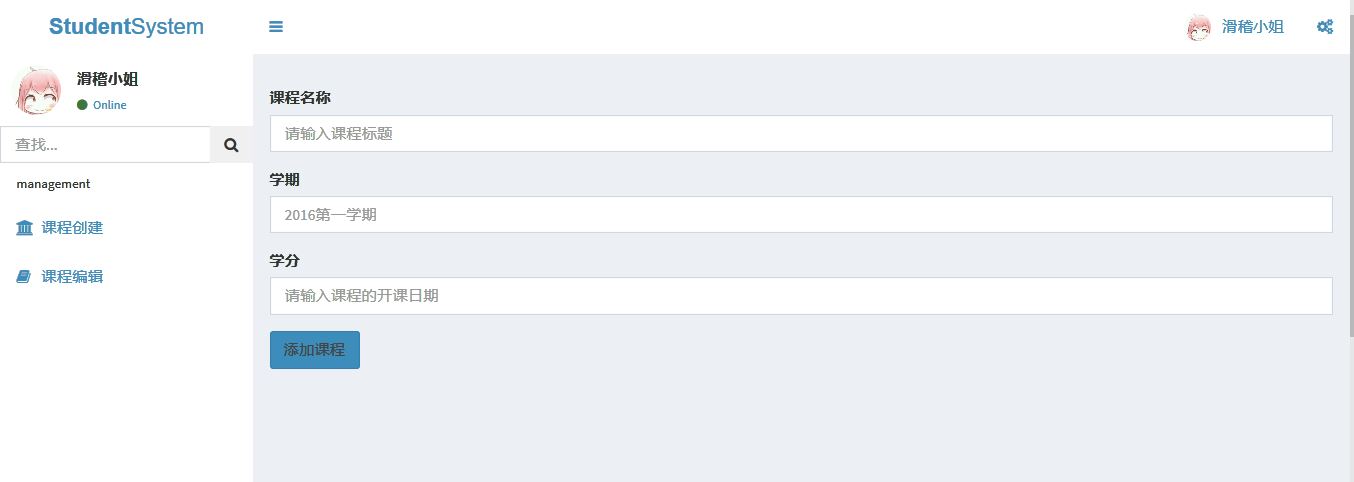 StudentSystem
滑稽小姐
滑稽小姐
Online
查找...
management
课程创建
课程编辑
课程名称
请输入课程标题
学期
2016第一学期
学分
请输入课程的开课日期
添加课程